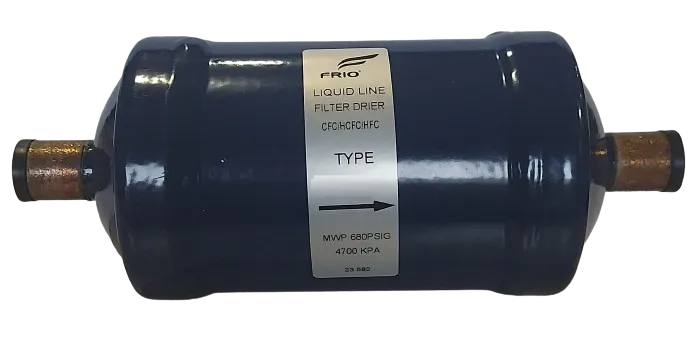 FRIO
LIQUID LINE
FILTER DRIER
CFC/HCFC/HFC
TYPE
MWP 680PSIG
4700 KPA